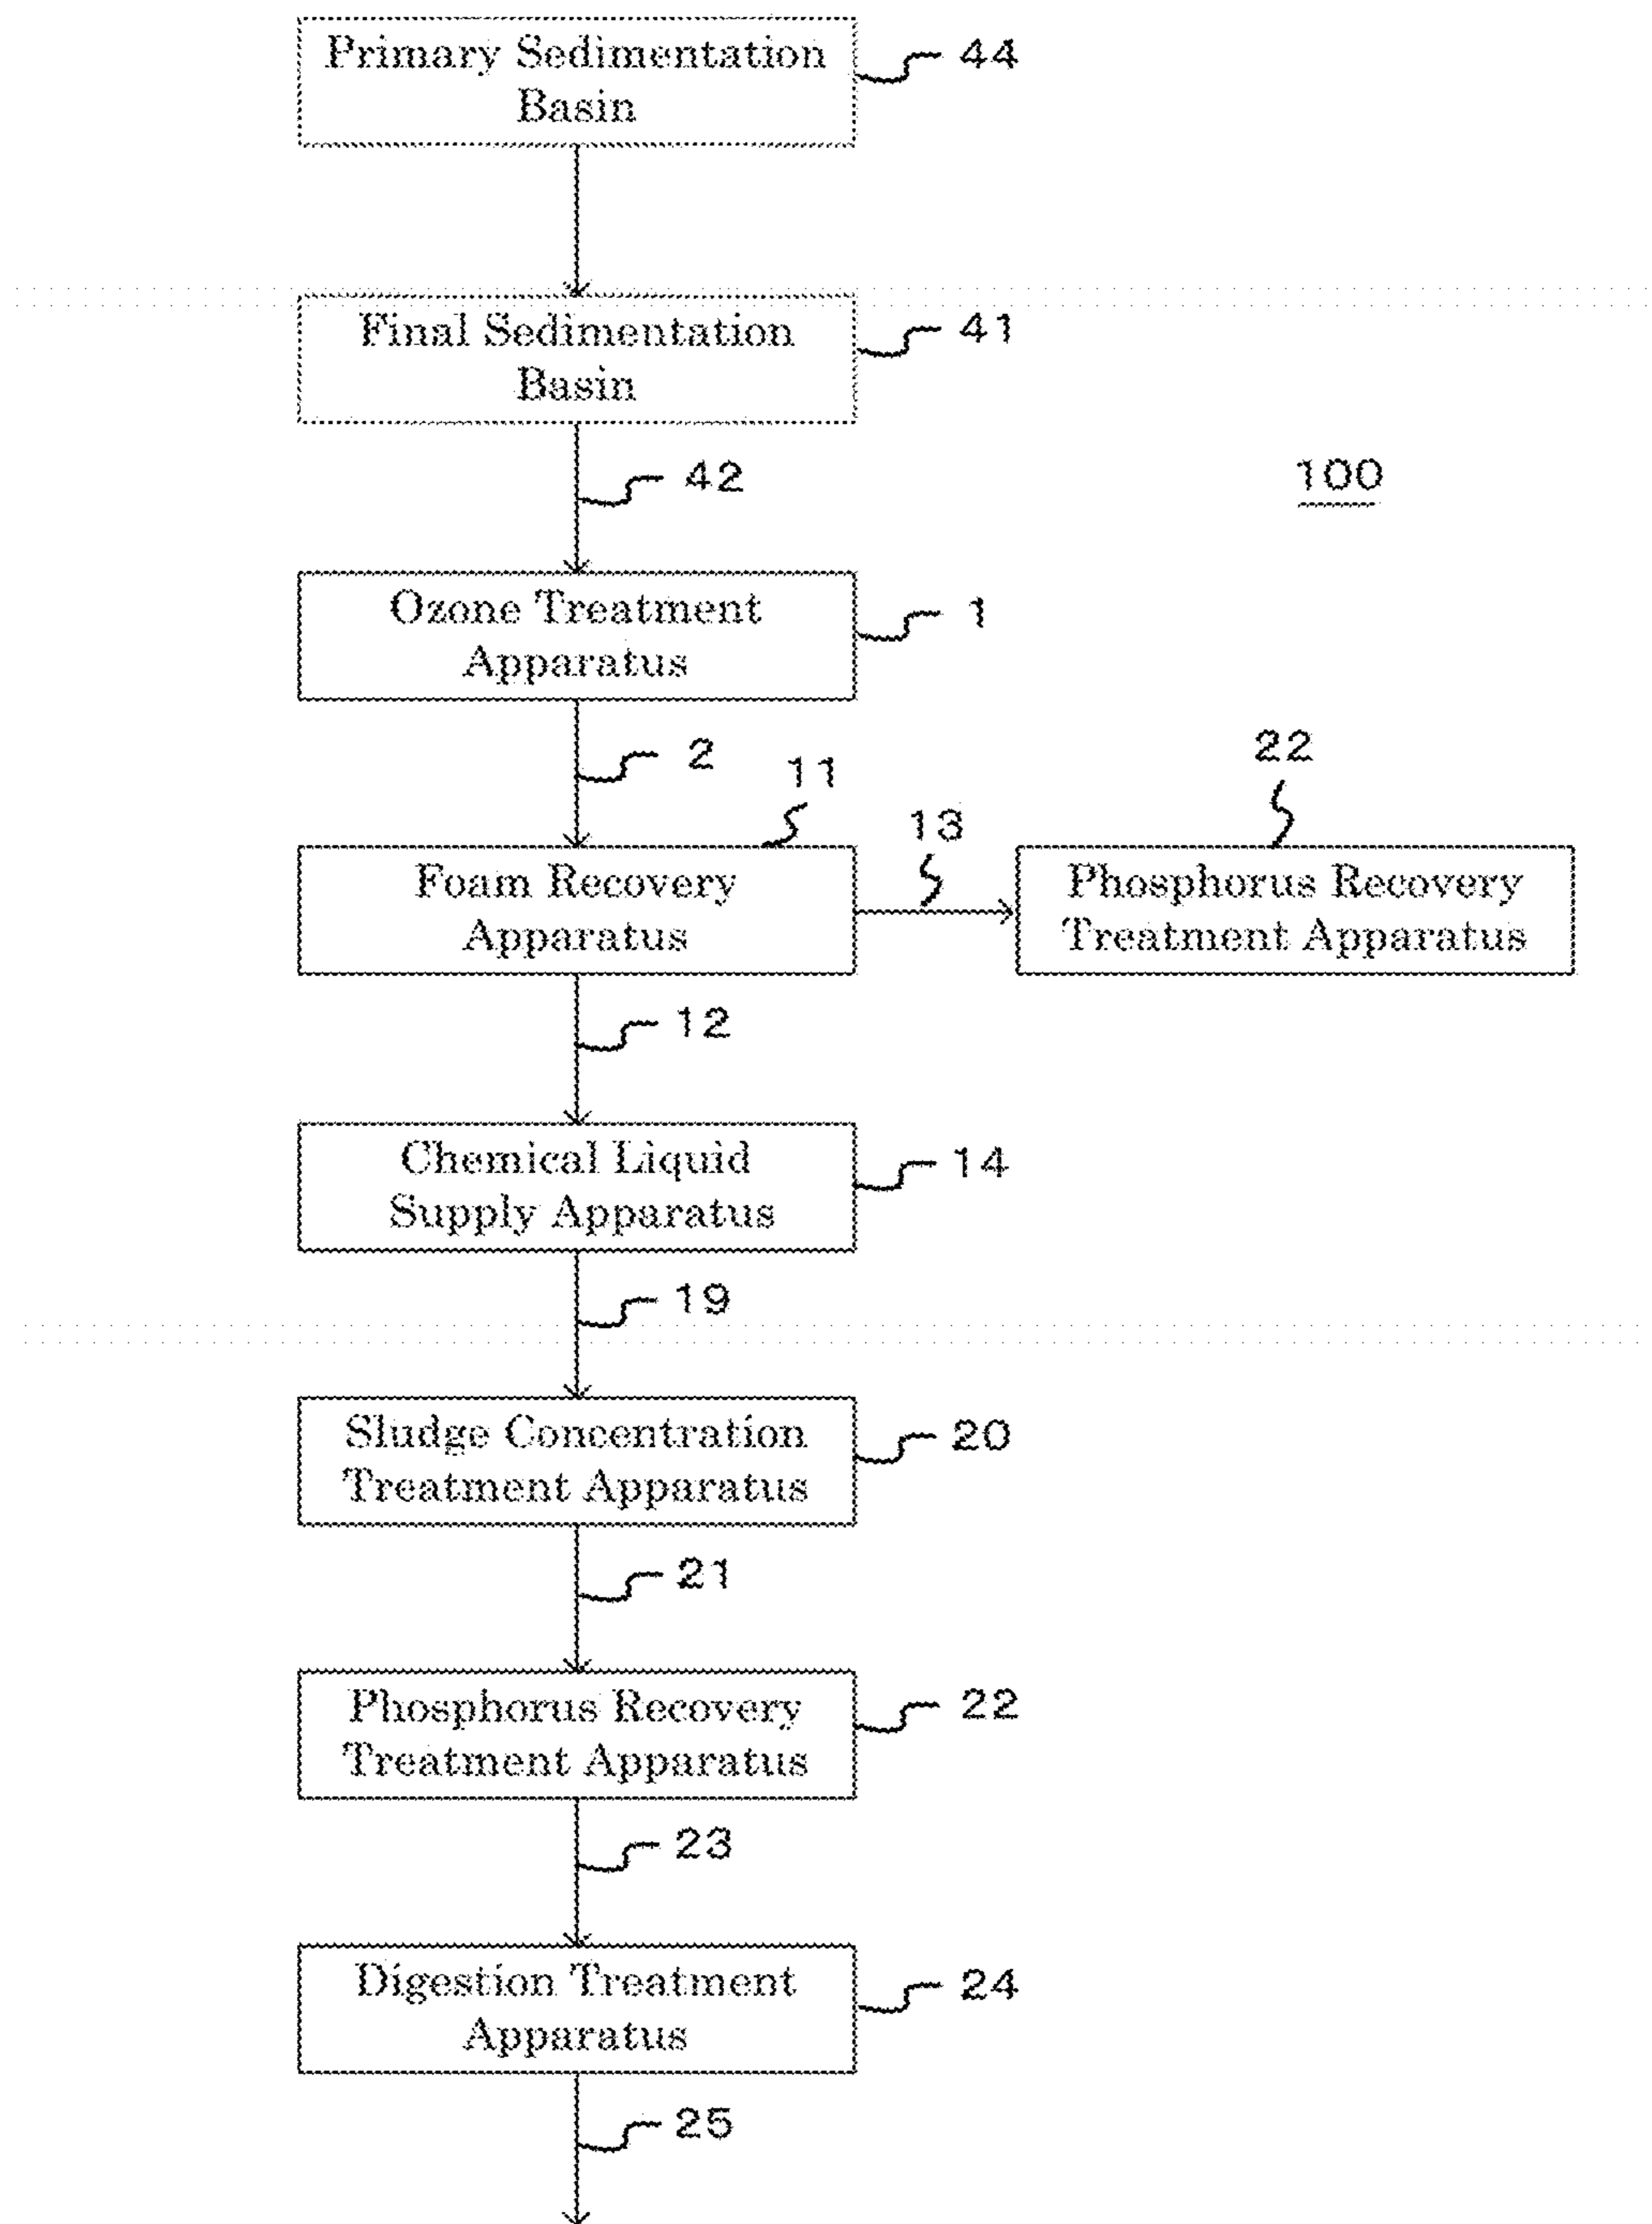 Primary Sedimentation
Basin
44
Final Sedimentation
Basin
41
42
100
Ozone Treatment
Apparatus
1
2
11
13
22
Foam Recovery
Apparatus
Phosphorus Recovery
Treatment Apparatus
12
Chemical Liquid
Supply Apparatus
14
19
Sludge Concentration
Treatment Apparatus
20
21
Phosphorus Recovery
Treatment Apparatus
22
23
Digestion Treatment
Apparatus
24
25